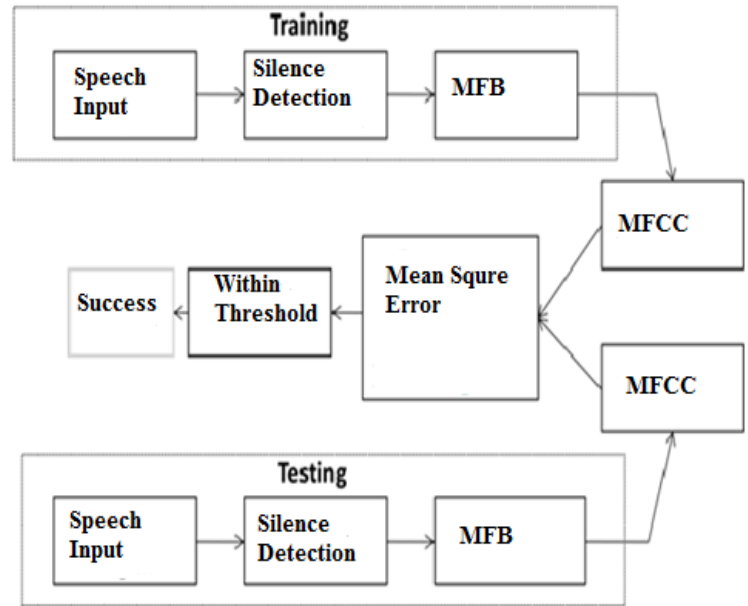 Training
Speech
Input
Silence
Detection
MFB
MFCC
Mean Squre
Error
Within
Threshold
Success
MFCC
Testing
Speech
Input
Silence
Detection
MFB